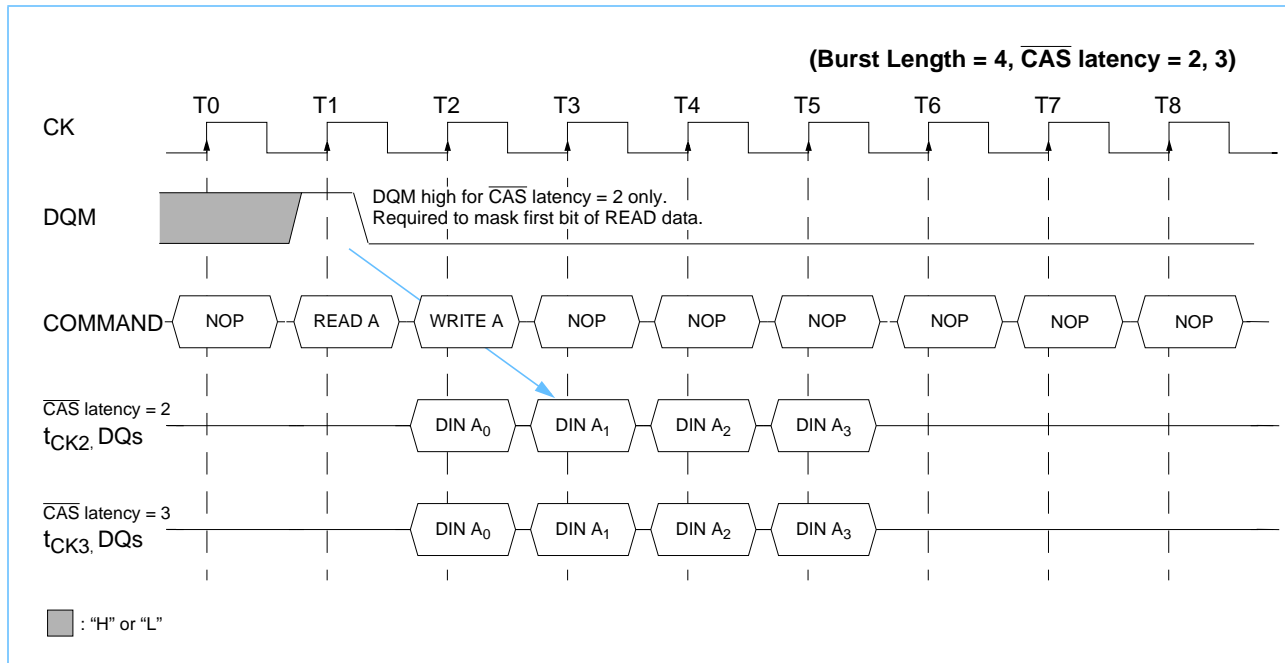 (Burst Length = 4, CAS latency = 2, 3)
T0 T1 T2 T3 T4 T5 T6 T7 T8
CK
DQM
DQM high for CAS latency = 2 only.
Required to mask first bit of READ data.
COMMAND NOP READ A WRITE A NOP NOP NOP NOP NOP NOP
CAS latency = 2
tCK2, DQs DIN A0 DIN A1 DIN A2 DIN A3
CAS latency = 3
tCK3, DQs DIN A0 DIN A1 DIN A2 DIN A3
: “H” or “L”